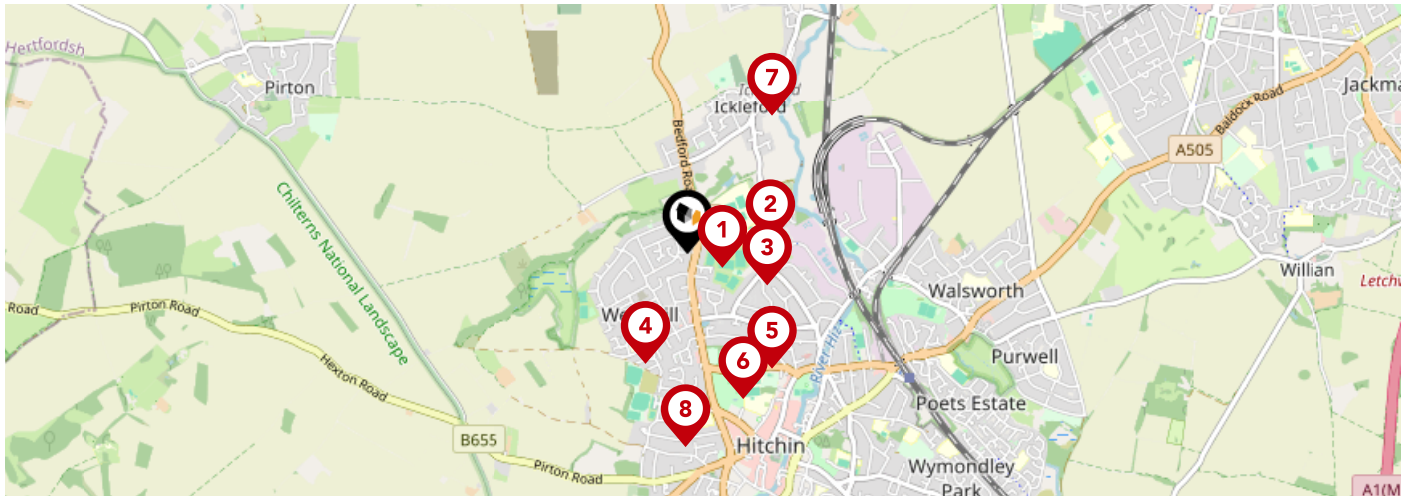 Hertfordsh
Pirton
7
Ickleford
Ickleford
Bedford Roa
Baldock Road
Jackma
A505
Chilterns National Landscape
2
1
3
Willian
Letchw
Walsworth
Road
Pirton Road
4
5
River Hiz
6
Purwell
Hexton Road
Poets Estate
8
B655
Hitchin
Pirton Road
Wymondley
Park
A1(M